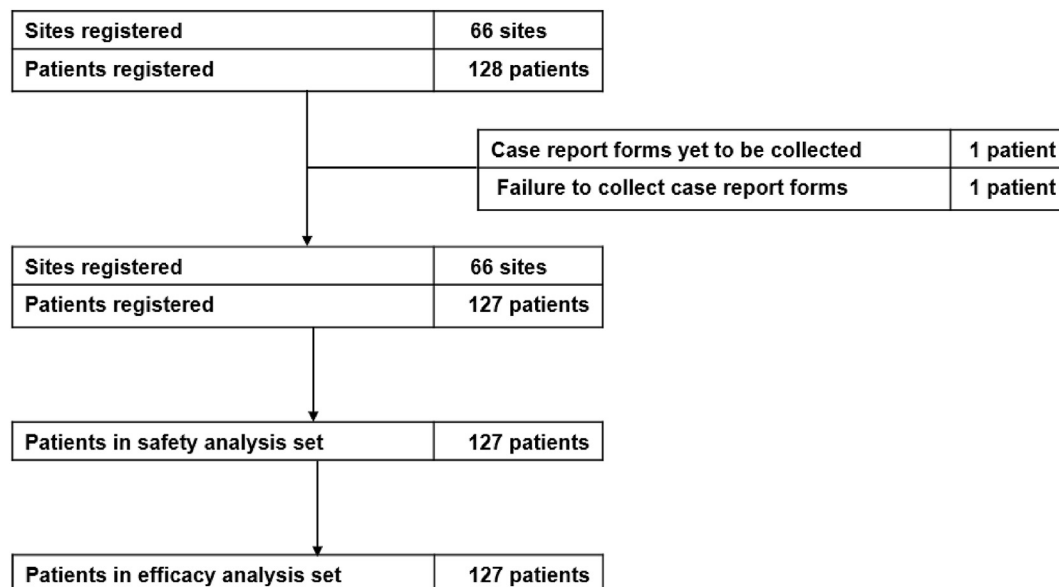 Sites registered 66 sites
Patients registered 128 patients
Case report forms yet to be collected 1 patient
Failure to collect case report forms 1 patient
Sites registered 66 sites
Patients registered 127 patients
Patients in safety analysis set 127 patients
Patients in efficacy analysis set 127 patients